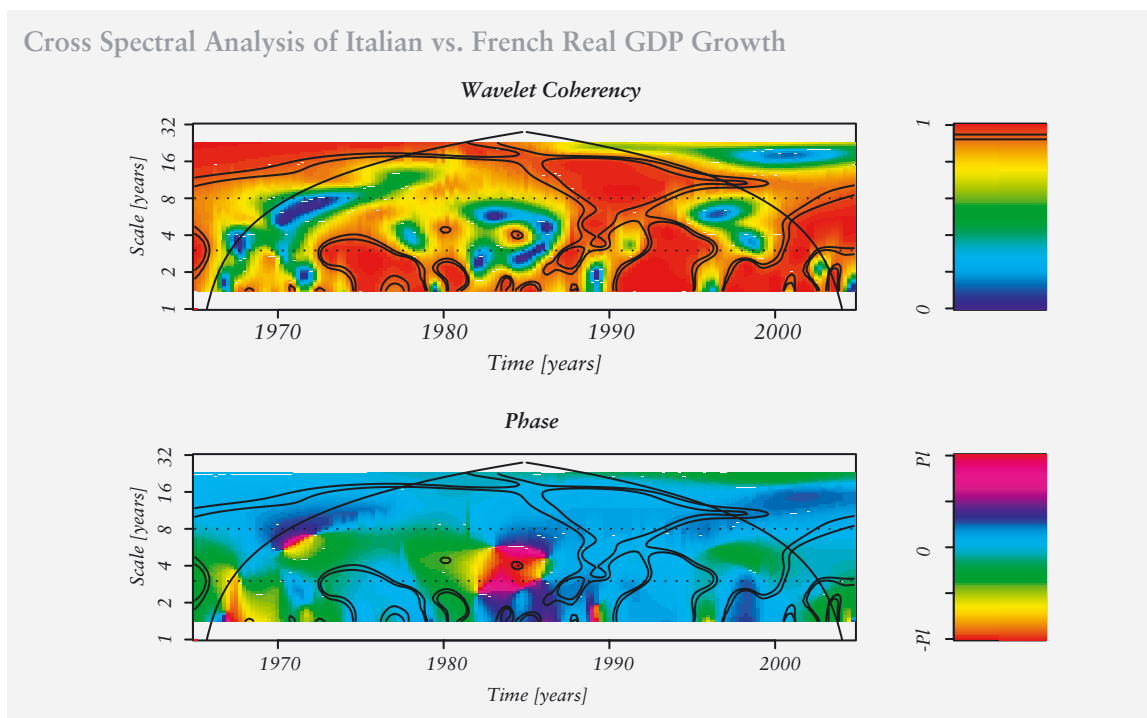 Cross Spectral Analysis of Italian vs. French Real GDP Growth
Wavelet Coherency
Scale [years]
32
16
8
4
2
1
1970
1980
1990
2000
Time [years]
1
0
Phase
Scale [years]
32
16
8
4
2
1
1970
1980
1990
2000
Time [years]
PI
0
-PI